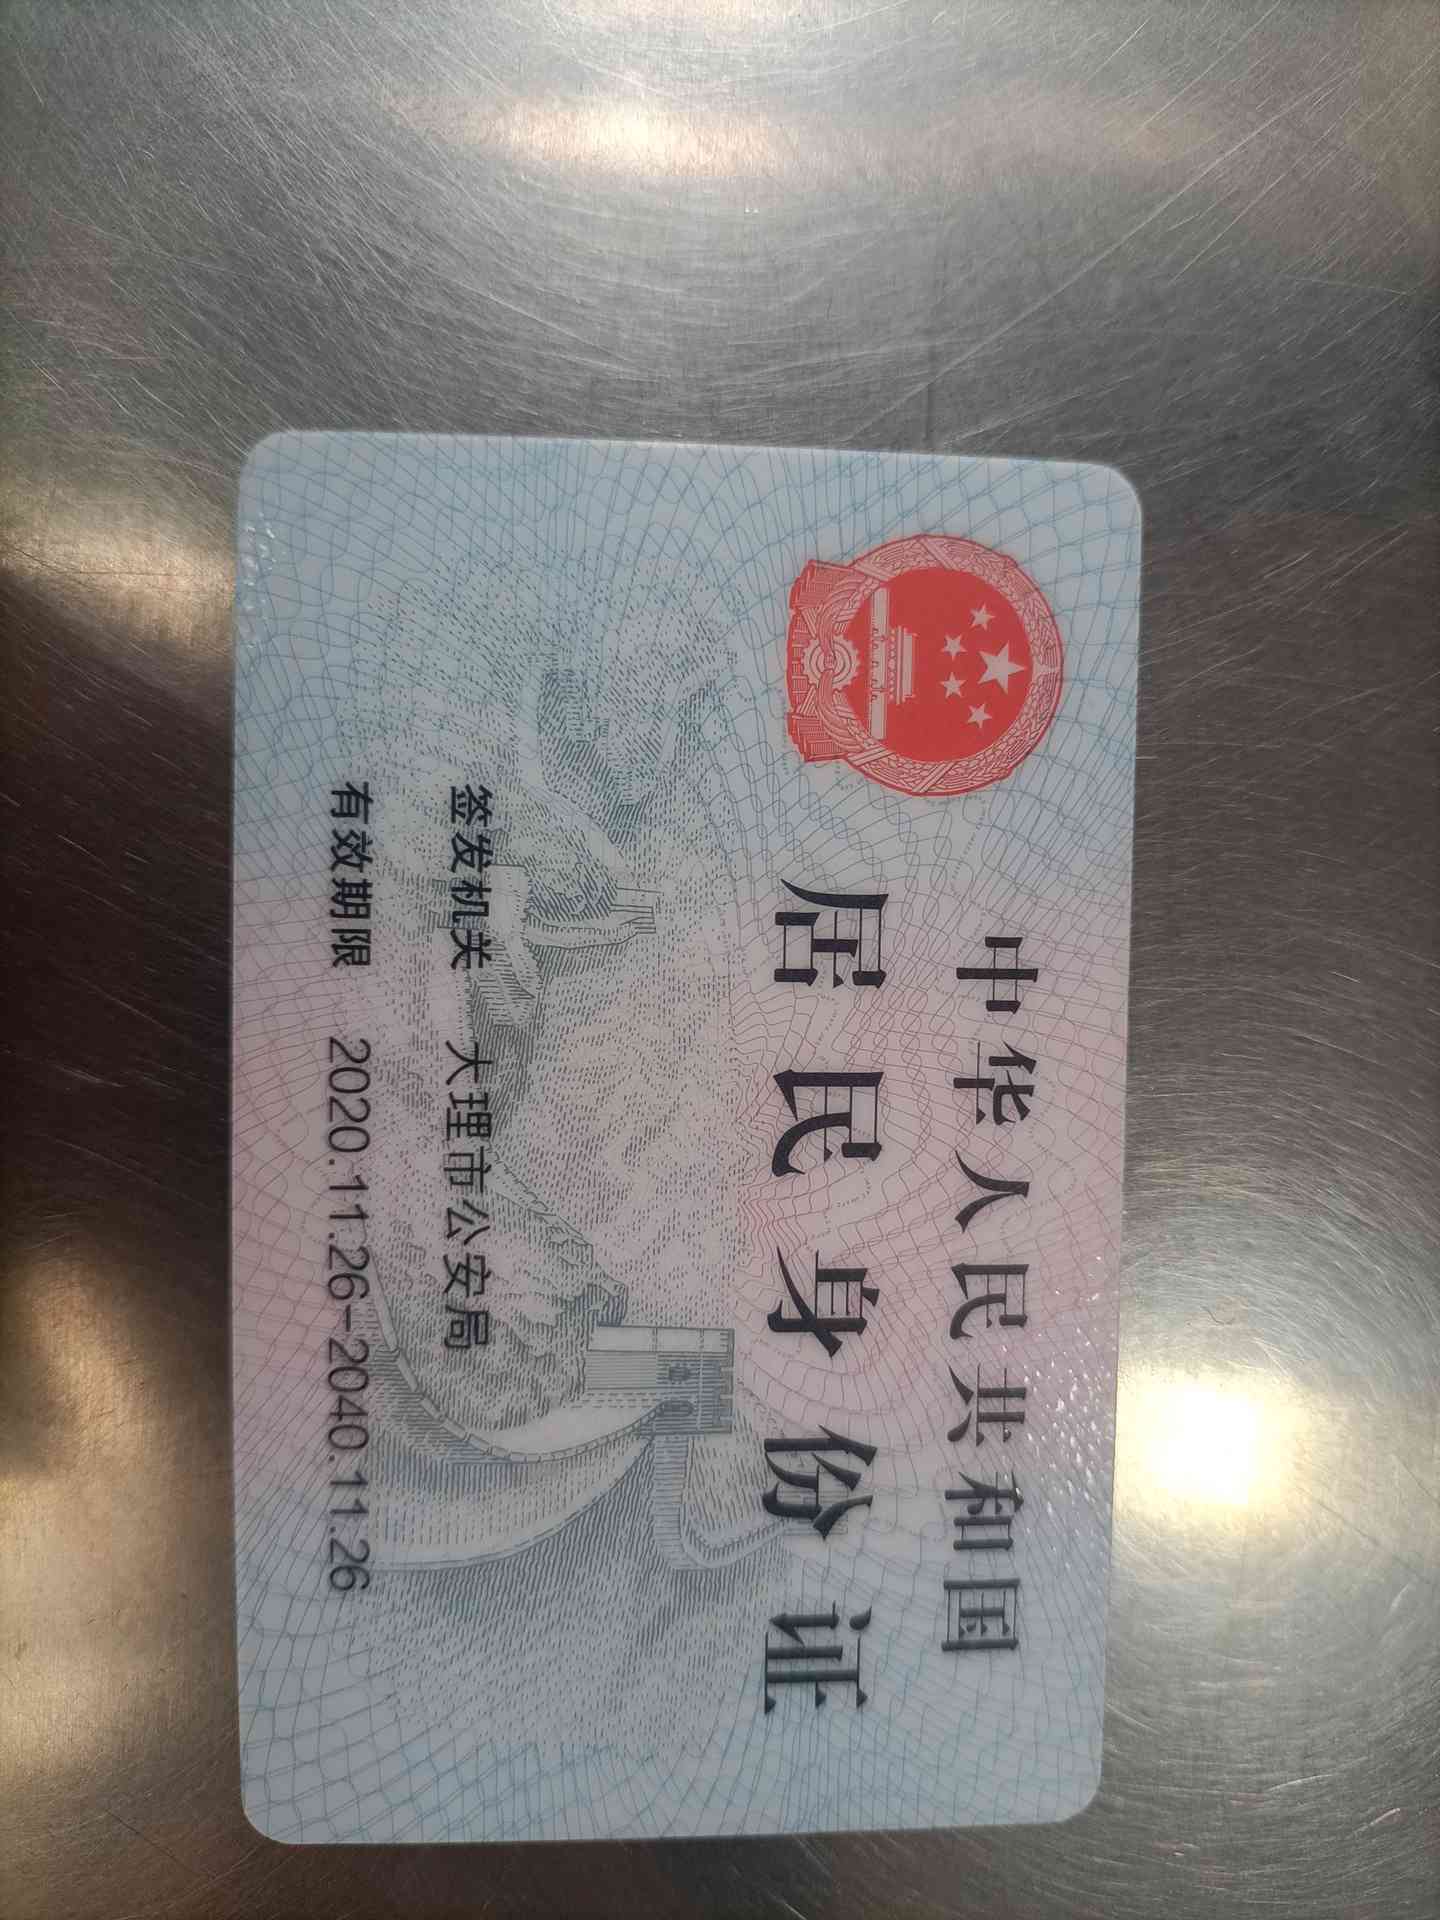 中华人民共和国
居民身份证
签发机关 大理市公安局
有效期限 2020.11.26-2040.11.26